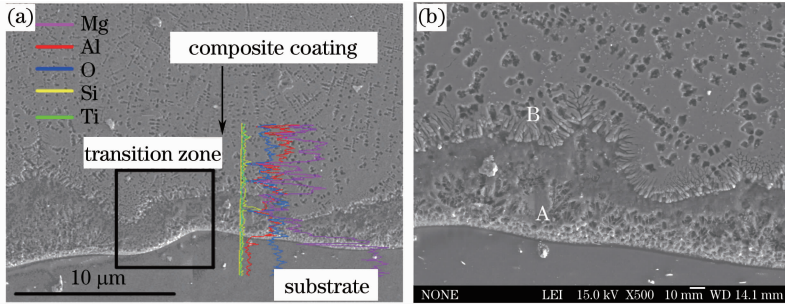 (a)
Mg
Al
O
Si
Ti
composite coating
transition zone
10 μm
substrate
(b)
B
A
NONE LEI 15.0 kV X500 10 mm WD 14.1 mm